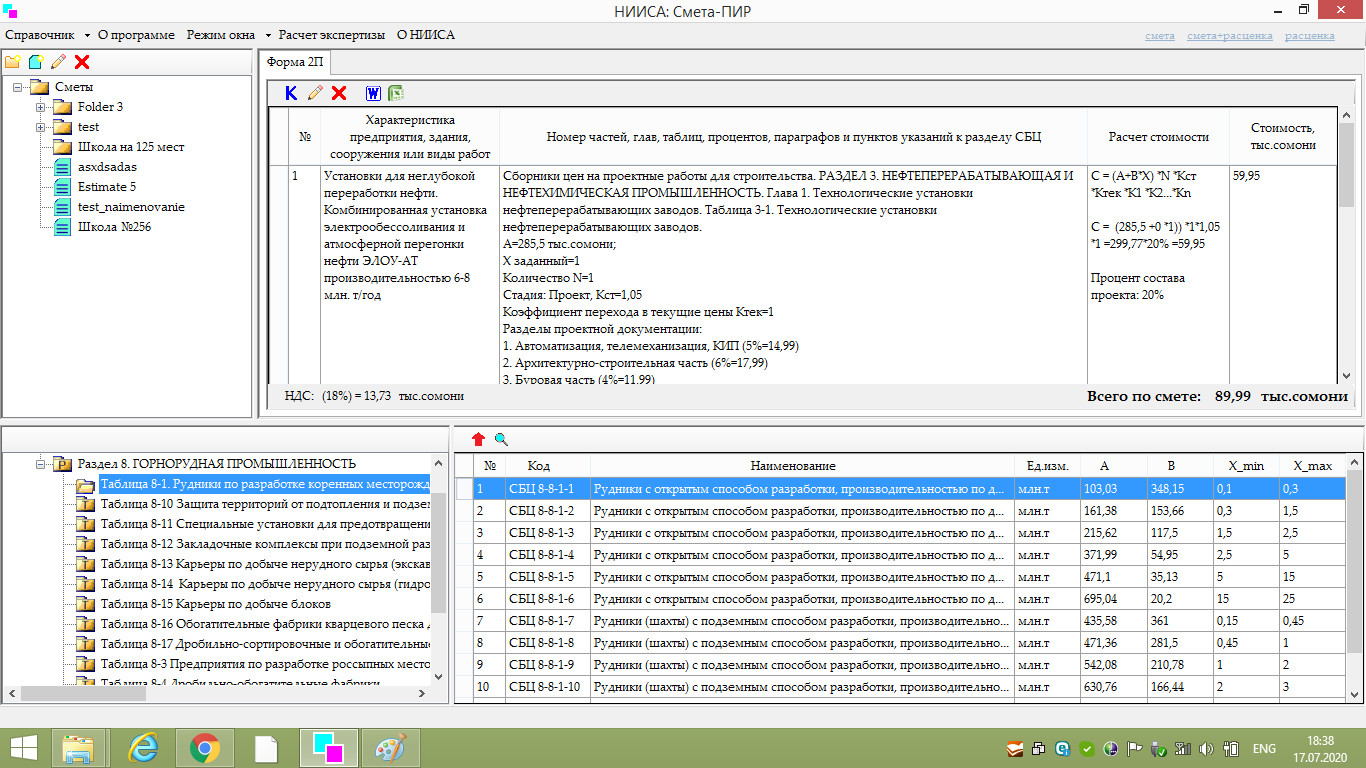 НИИСА: Смета-ПИР
Справочник О программе Режим окна Расчет экспертизы О НИИСА
смета смета+расценка расценка
Сметы
Folder 3
test
Школа на 125 мест
asxdsadas
Estimate 5
test_naimenovanie
Школа №256
Форма 2П
№
Характеристика
предприятия, здания,
сооружения или виды работ
Номер частей, глав, таблиц, процентов, параграфов и пунктов указаний к разделу СБЦ
Расчет стоимости
Стоимость,
тыс.сомони
1
Установки для неглубокой
переработки нефти.
Комбинированная установка
электрообессоливания и
атмосферной перегонки
нефти ЭЛОУ-АТ
производительностью 6-8
млн. т/год
Сборники цен на проектные работы для строительства. РАЗДЕЛ 3. НЕФТЕПЕРЕРАБАТЫВАЮЩАЯ И
НЕФТЕХИМИЧЕСКАЯ ПРОМЫШЛЕННОСТЬ. Глава 1. Технологические установки
нефтеперерабатывающих заводов. Таблица 3-1. Технологические установки
нефтеперерабатывающих заводов.
А=285,5 тыс.сомони;
X заданный=1
Количество N=1
Стадия: Проект, Кст=1,05
Коэффициент перехода в текущие цены Ктек=1
Разделы проектной документации:
1. Автоматизация, телемеханизация, КИП (5%=14,99)
2. Архитектурно-строительная часть (6%=17,99)
3. Буровая часть (4%=11,99)
С = (А+В*Х) *N *Кст
*Ктек *К1 *К2...*Кn
С = (285,5 +0 *1)) *1*1,05
*1 =299,77*20% =59,95
Процент состава
проекта: 20%
59,95
НДС: (18%) = 13,73 тыс.сомони
Всего по смете: 89,99 тыс.сомони
Раздел 8. ГОРНОРУДНАЯ ПРОМЫШЛЕННОСТЬ
Таблица 8-1. Рудники по разработке коренных месторожд
Таблица 8-10 Защита территорий от подтопления и подзем
Таблица 8-11 Специальные установки для предотвращени
Таблица 8-12 Закладочные комплексы при подземной раз
Таблица 8-13 Карьеры по добыче нерудного сырья (экскав
Таблица 8-14 Карьеры по добыче нерудного сырья (гидро
Таблица 8-15 Карьеры по добыче блоков
Таблица 8-16 Обогатительные фабрики кварцевого песка д
Таблица 8-17 Дробильно-сортировочные и обогатительные
Таблица 8-3 Предприятия по разработке россыпных место
Таблица 8-4 Дробильно-обогатительные фабрики
№ Код Наименование Ед.изм. A B X_min X_max
1 СБЦ 8-8-1-1 Рудники с открытым способом разработки, производительностью по д... млн.т 103,03 348,15 0,1 0,3
2 СБЦ 8-8-1-2 Рудники с открытым способом разработки, производительностью по д... млн.т 161,38 153,66 0,3 1,5
3 СБЦ 8-8-1-3 Рудники с открытым способом разработки, производительностью по д... млн.т 215,62 117,5 1,5 2,5
4 СБЦ 8-8-1-4 Рудники с открытым способом разработки, производительностью по д... млн.т 371,99 54,95 2,5 5
5 СБЦ 8-8-1-5 Рудники с открытым способом разработки, производительностью по д... млн.т 471,1 35,13 5 15
6 СБЦ 8-8-1-6 Рудники с открытым способом разработки, производительностью по д... млн.т 695,04 20,2 15 25
7 СБЦ 8-8-1-7 Рудники (шахты) с подземным способом разработки, производительно... млн.т 435,58 361 0,15 0,45
8 СБЦ 8-8-1-8 Рудники (шахты) с подземным способом разработки, производительно... млн.т 471,36 281,5 0,45 1
9 СБЦ 8-8-1-9 Рудники (шахты) с подземным способом разработки, производительно... млн.т 542,08 210,78 1 2
10 СБЦ 8-8-1-10 Рудники (шахты) с подземным способом разработки, производительно... млн.т 630,76 166,44 2 3
ENG
18:38
17.07.2020